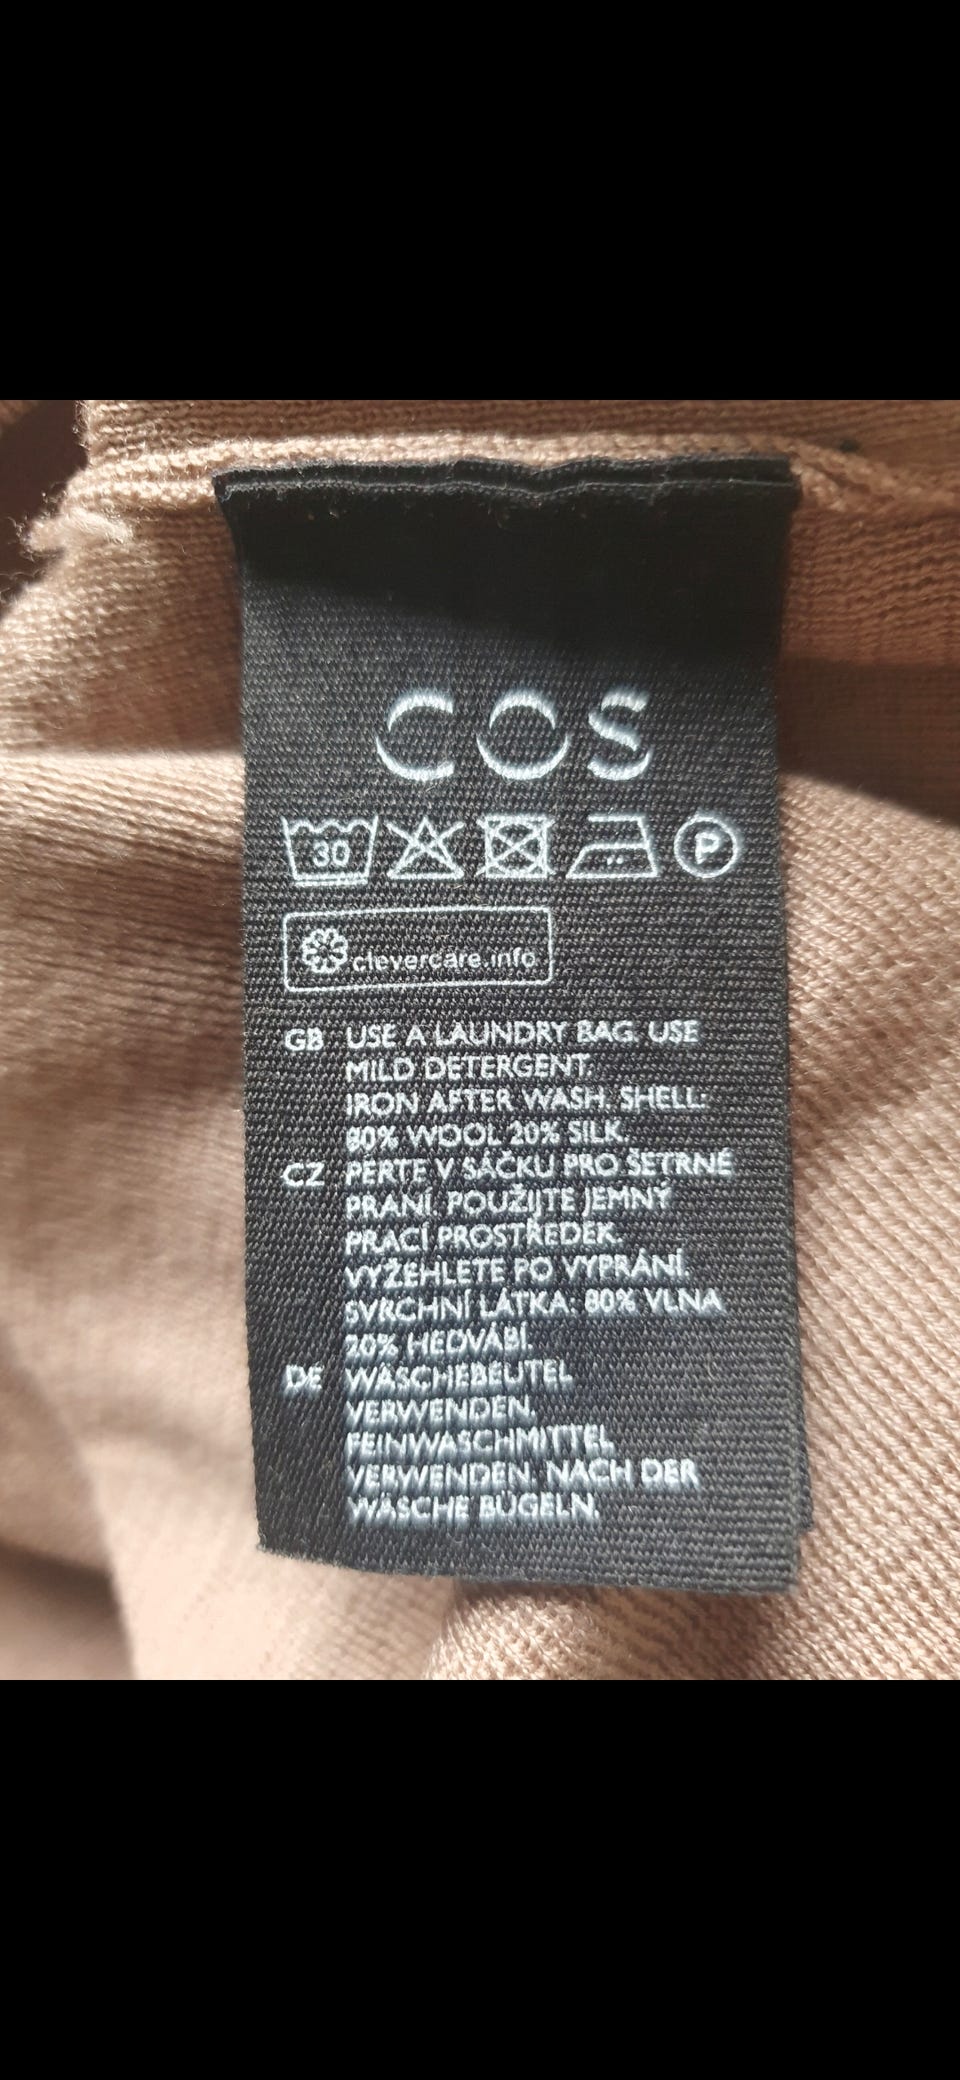 COS
30 P
clevercare.info
GB USE A LAUNDRY BAG. USE
MILD DETERGENT.
IRON AFTER WASH. SHELL:
80% WOOL 20% SILK.
CZ PERTE V SÁČKU PRO ŠETRNÉ
PRANÍ. POUŽIJTE JEMNÝ
PRACÍ PROSTŘEDEK.
VYŽEHLETE PO VYPRÁNÍ.
SVRCHNÍ LÁTKA: 80% VLNA
20% HEDVÁBÍ.
DE WÄSCHEBEUTEL
VERWENDEN.
FEINWASCHMITTEL
VERWENDEN. NACH DER
WÄSCHE BÜGELN.